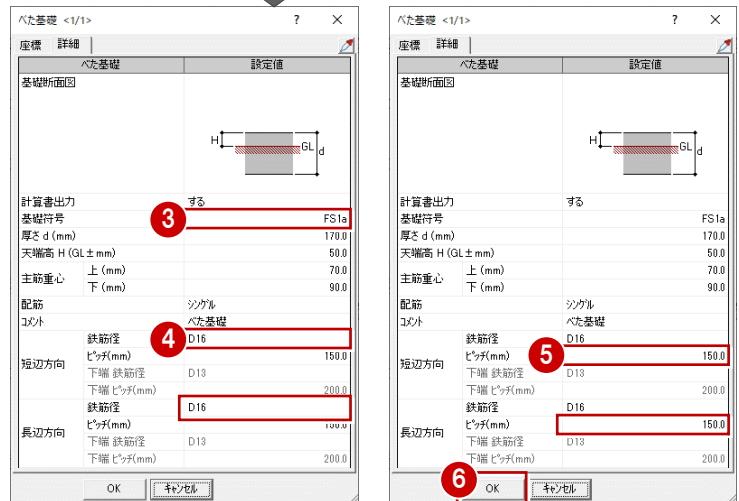 べた基礎 <1/1> ? ×
座標 詳細
べた基礎 設定値
基礎断面図
H GL d
計算書出力 する
3
基礎符号 FS1a
厚さ d (mm) 170.0
天端高 H (GL±mm) 50.0
主筋重心 上 (mm) 70.0
下 (mm) 90.0
配筋 シングル
コメント べた基礎
4
短辺方向 鉄筋径 D16
ピッチ(mm) 150.0
下端 鉄筋径 D13
下端 ピッチ(mm) 200.0
長辺方向 鉄筋径 D16
ピッチ(mm) 150.0
下端 鉄筋径 D13
下端 ピッチ(mm) 200.0
OK キャンセル
べた基礎 <1/1> ? ×
座標 詳細
べた基礎 設定値
基礎断面図
H GL d
計算書出力 する
基礎符号 FS1a
厚さ d (mm) 170.0
天端高 H (GL±mm) 50.0
主筋重心 上 (mm) 70.0
下 (mm) 90.0
配筋 シングル
コメント べた基礎
短辺方向 鉄筋径 D16
5
ピッチ(mm) 150.0
下端 鉄筋径 D13
下端 ピッチ(mm) 200.0
長辺方向 鉄筋径 D16
ピッチ(mm) 150.0
下端 鉄筋径 D13
下端 ピッチ(mm) 200.0
6
OK キャンセル